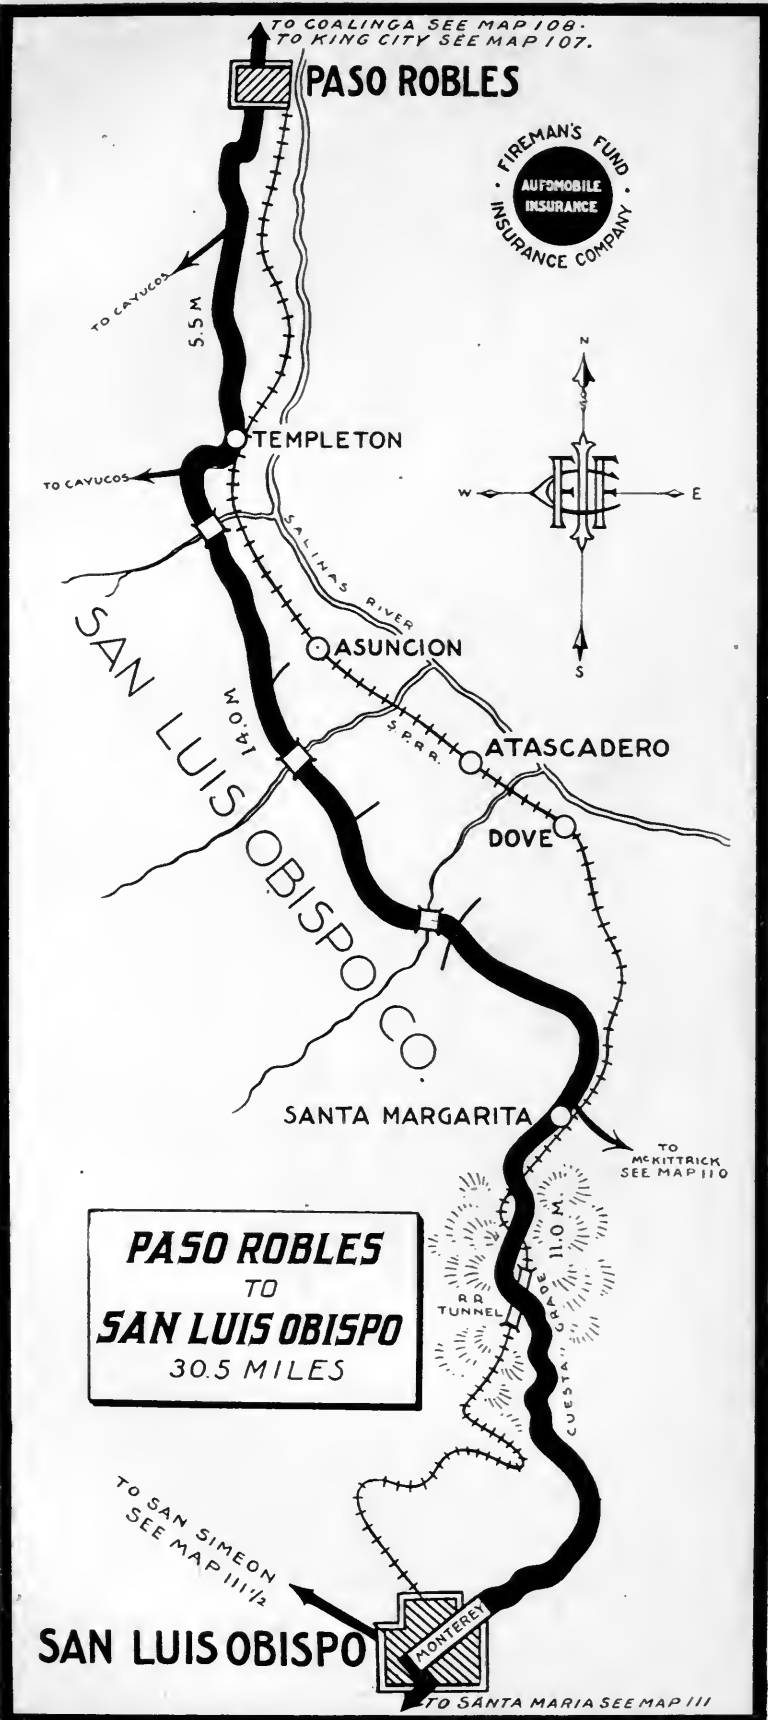 TO COALINGA SEE MAP 108.
TO KING CITY SEE MAP 107.
PASO ROBLES
FIREMAN'S FUND
INSURANCE COMPANY
AUTOMOBILE
INSURANCE
TO CAYUCOS
5.5 M
N
W
E
S
TEMPLETON
TO CAYUCOS
SALINAS RIVER
SAN LUIS OBISPO CO.
ASUNCION
14.0 M
S.P.R.R.
ATASCADERO
DOVE
SANTA MARGARITA
TO
McKITTRICK
SEE MAP 110
11.0 M.
CUESTA GRADE
R R
TUNNEL
PASO ROBLES
TO
SAN LUIS OBISPO
30.5 MILES
TO SAN SIMEON
SEE MAP 111 1/2
SAN LUIS OBISPO
MONTEREY
TO SANTA MARIA SEE MAP 111